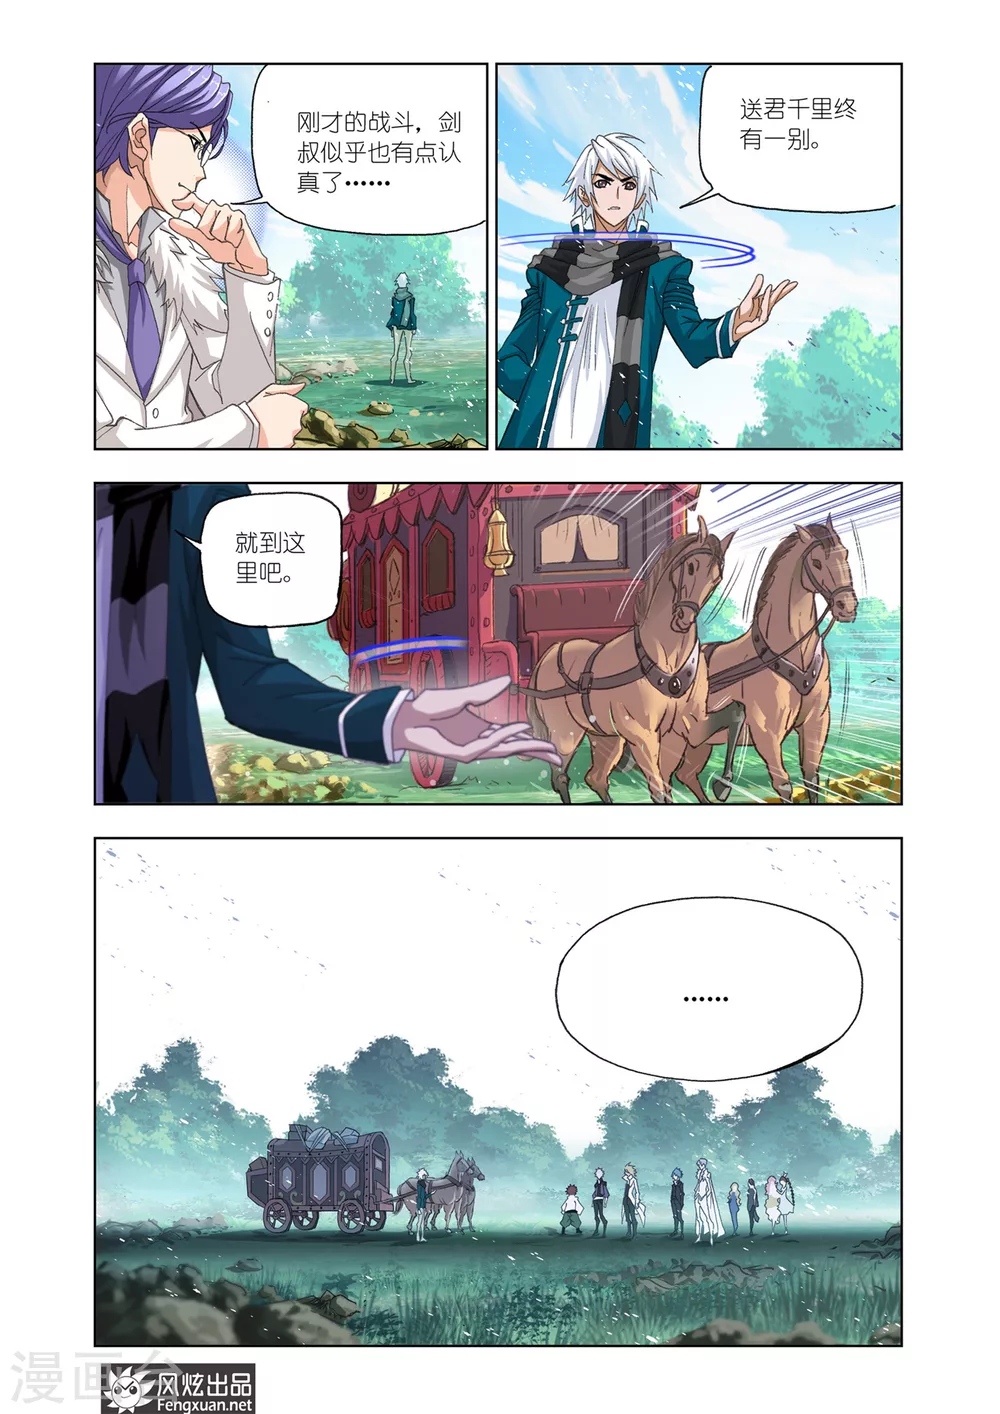 刚才的战斗，剑
叔似乎也有点认
真了……
送君千里终
有一别。
就到这
里吧。
……
漫画台
风炫出品
Fengxuan.net